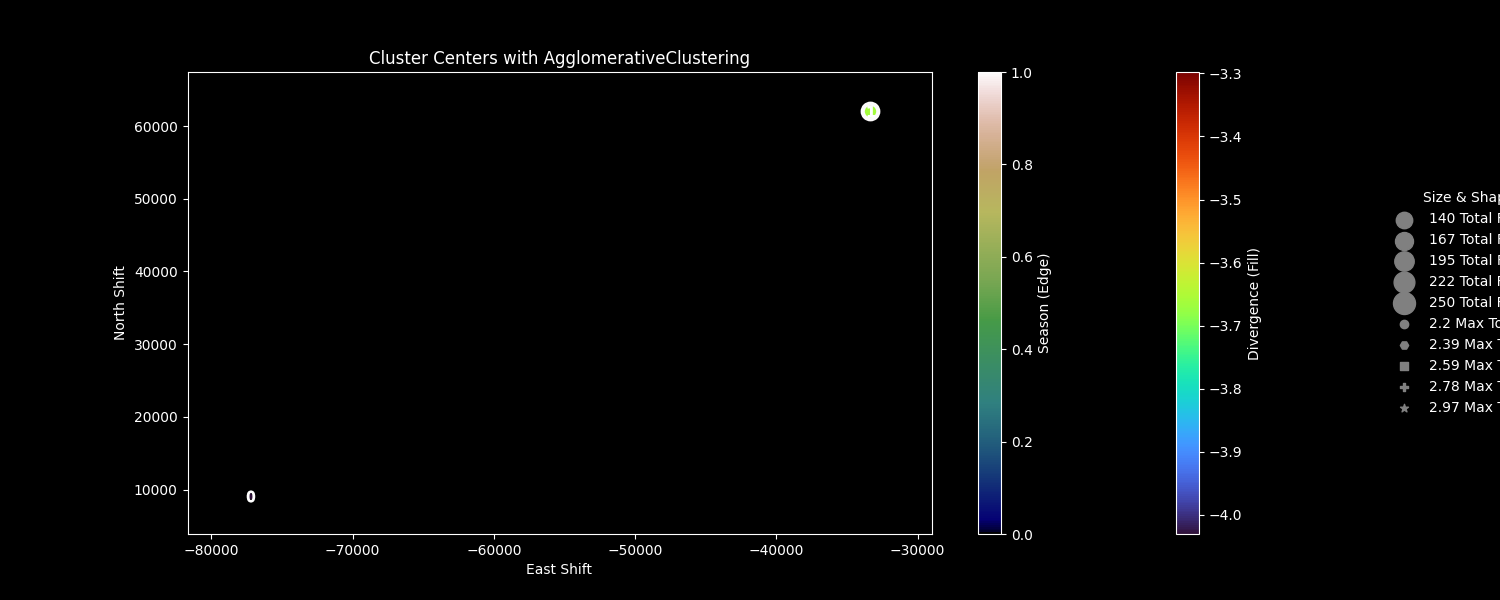 Cluster Centers with AgglomerativeClustering
60000
50000
40000
30000
20000
10000
North Shift
0
−80000
−70000
−60000
−50000
−40000
−30000
East Shift
1.0
0.8
0.6
0.4
0.2
0.0
Season (Edge)
−3.3
−3.4
−3.5
−3.6
−3.7
−3.8
−3.9
−4.0
Divergence (Fill)
Size &
140 Total
167 Total
195 Total
222 Total
250 Total
2.2 Max
2.39 Max
2.59 Max
2.78 Max
2.97 Max